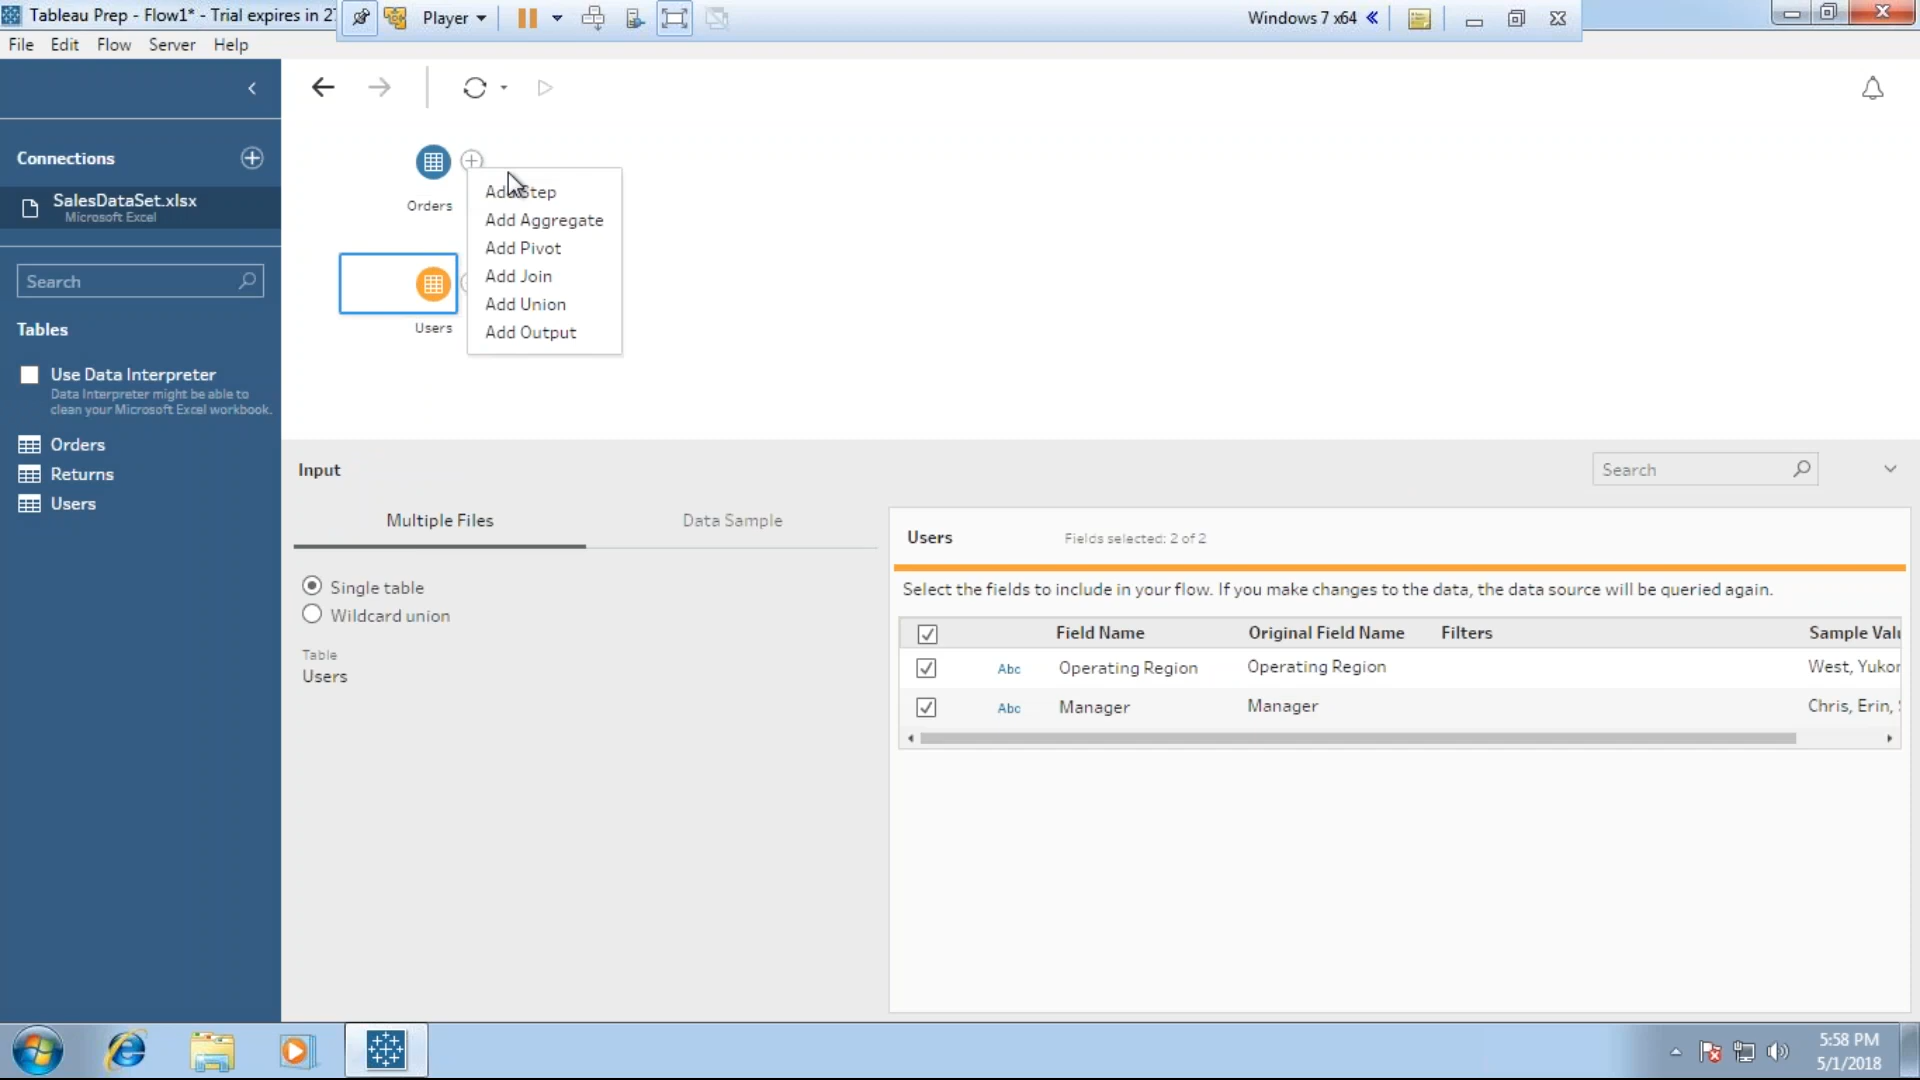 Tableau Prep - Flow1* - Trial expires in 2
Player
Windows 7 x64
File Edit Flow Server Help
Connections
SalesDataSet.xlsx
Microsoft Excel
Search
Tables
Use Data Interpreter
Data Interpreter might be able to
clean your Microsoft Excel workbook.
Orders
Returns
Users
Orders
Users
Add Step
Add Aggregate
Add Pivot
Add Join
Add Union
Add Output
Input
Search
Multiple Files Data Sample
Single table
Wildcard union
Table
Users
Users Fields selected: 2 of 2
Select the fields to include in your flow. If you make changes to the data, the data source will be queried again.
Field Name Original Field Name Filters Sample Valu
Abc Operating Region Operating Region West, Yukon
Abc Manager Manager Chris, Erin,
5:58 PM
5/1/2018